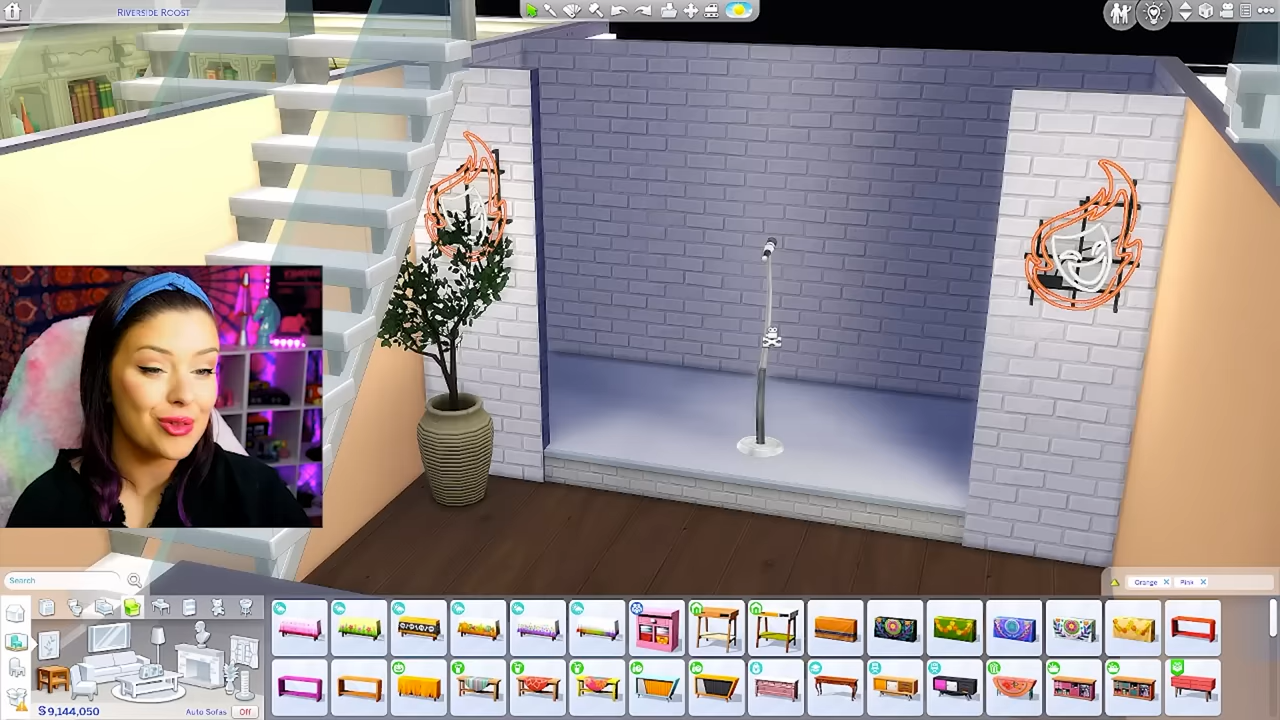 RIVERSIDE ROOST
Search
Orange
Pink
§9,144,050
Auto Sofas
Off